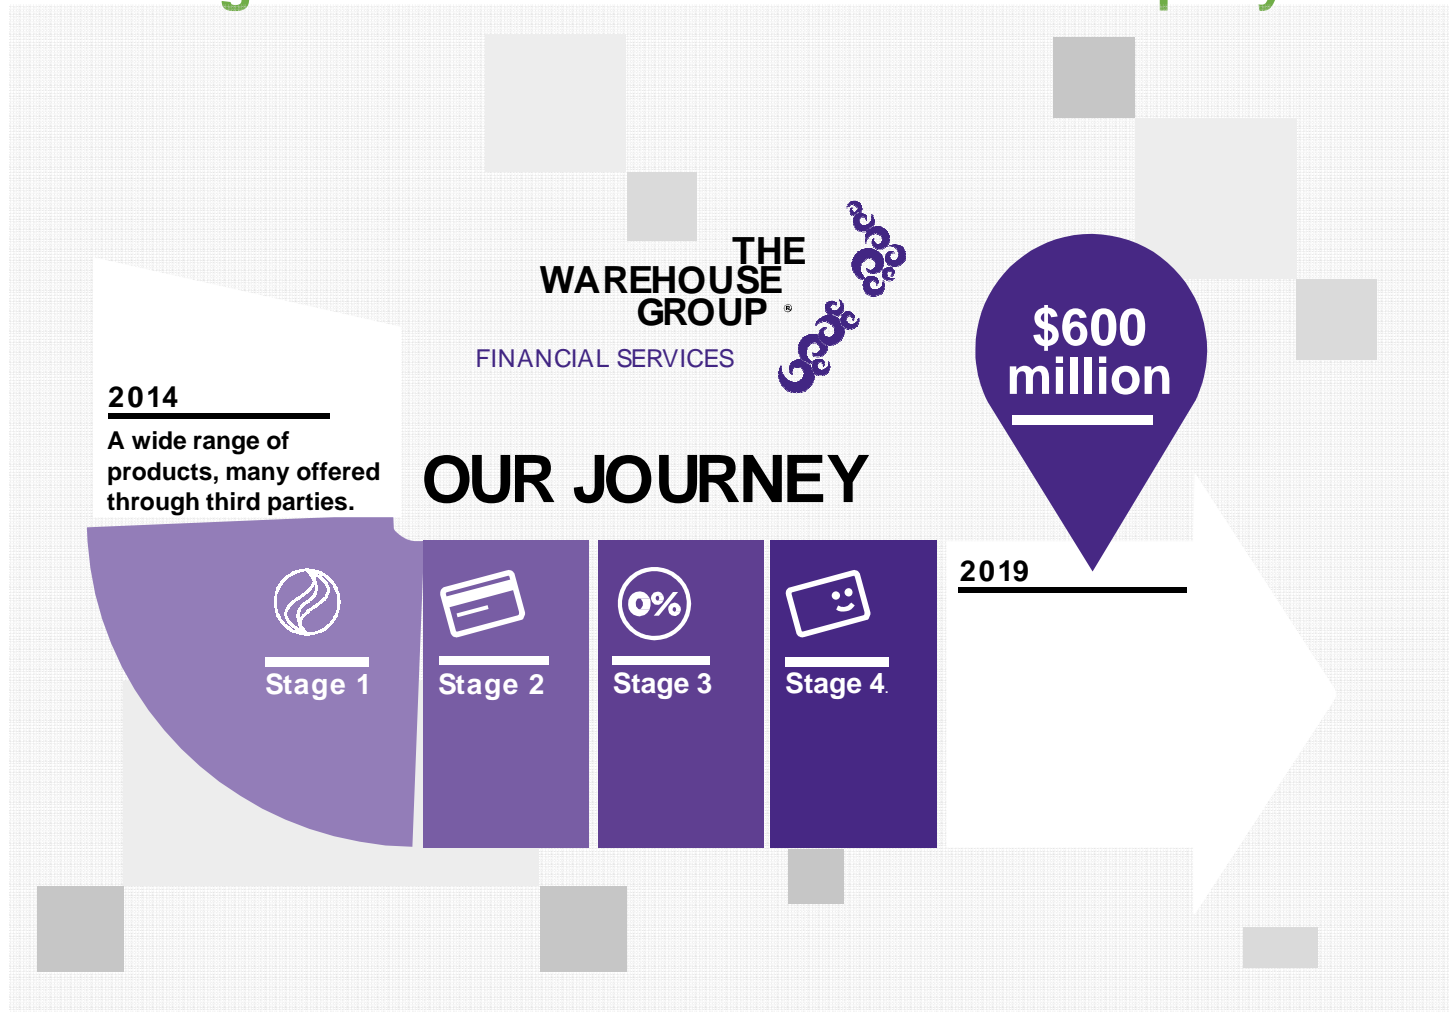 THE
WAREHOUSE
GROUP ®
FINANCIAL SERVICES
$600
million
2014
A wide range of
products, many offered
through third parties.
OUR JOURNEY
2019
0%
Stage 1
Stage 2
Stage 3
Stage 4.